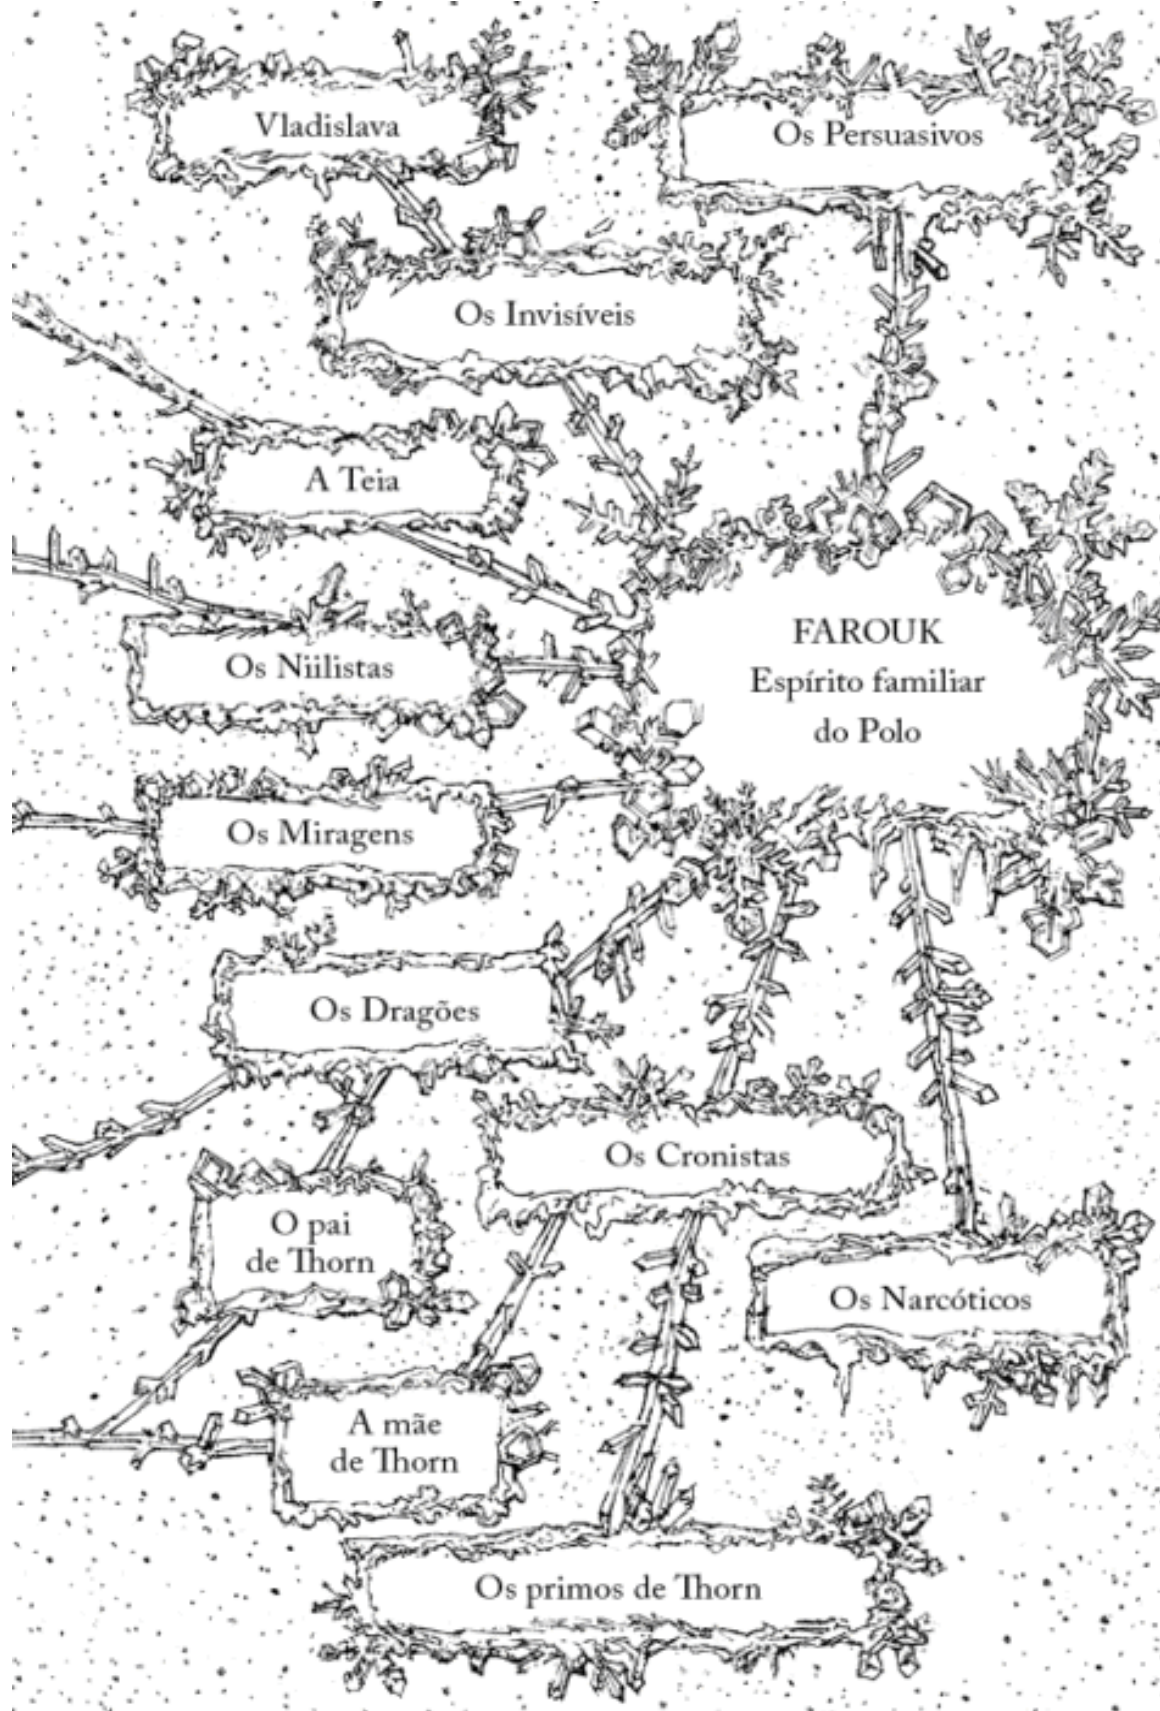 Vladislava
Os Persuasivos
Os Invisíveis
A Teia
FAROUK
Espírito familiar
do Polo
Os Niilistas
Os Miragens
Os Dragões
Os Cronistas
O pai
de Thorn
Os Narcóticos
A mãe
de Thorn
Os primos de Thorn